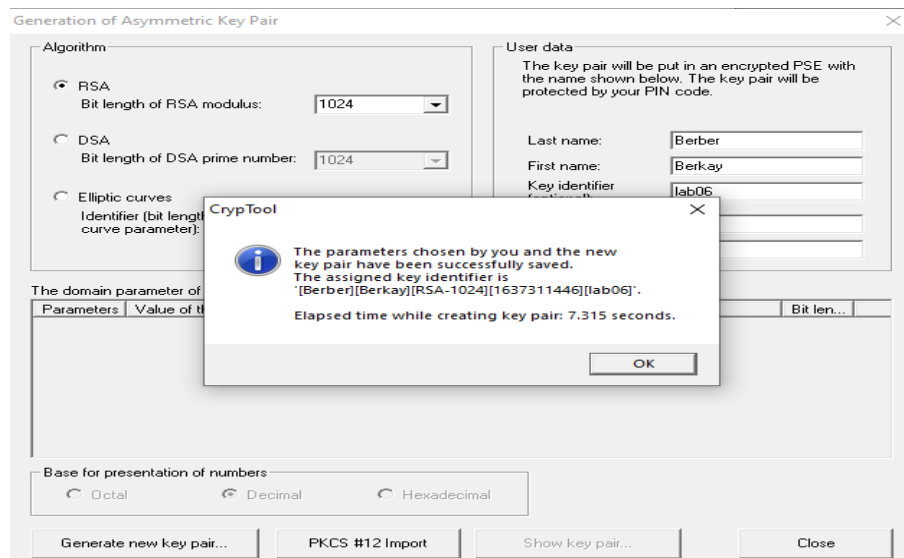 Generation of Asymmetric Key Pair
Algorithm
RSA
Bit length of RSA modulus:
1024
DSA
Bit length of DSA prime number:
1024
Elliptic curves
Identifier (bit lengt
curve parameter):
User data
The key pair will be put in an encrypted PSE with
the name shown below. The key pair will be
protected by your PIN code.
Last name:
Berber
First name:
Berkay
Key identifier
lab06
CrypTool
The parameters chosen by you and the new
key pair have been successfully saved.
The assigned key identifier is
'[Berber][Berkay][RSA-1024][1637311446][lab06]'.
Elapsed time while creating key pair: 7.315 seconds.
OK
The domain parameter of
Parameters Value of th Bit len...
Base for presentation of numbers
Octal Decimal Hexadecimal
Generate new key pair... PKCS #12 Import Show key pair... Close